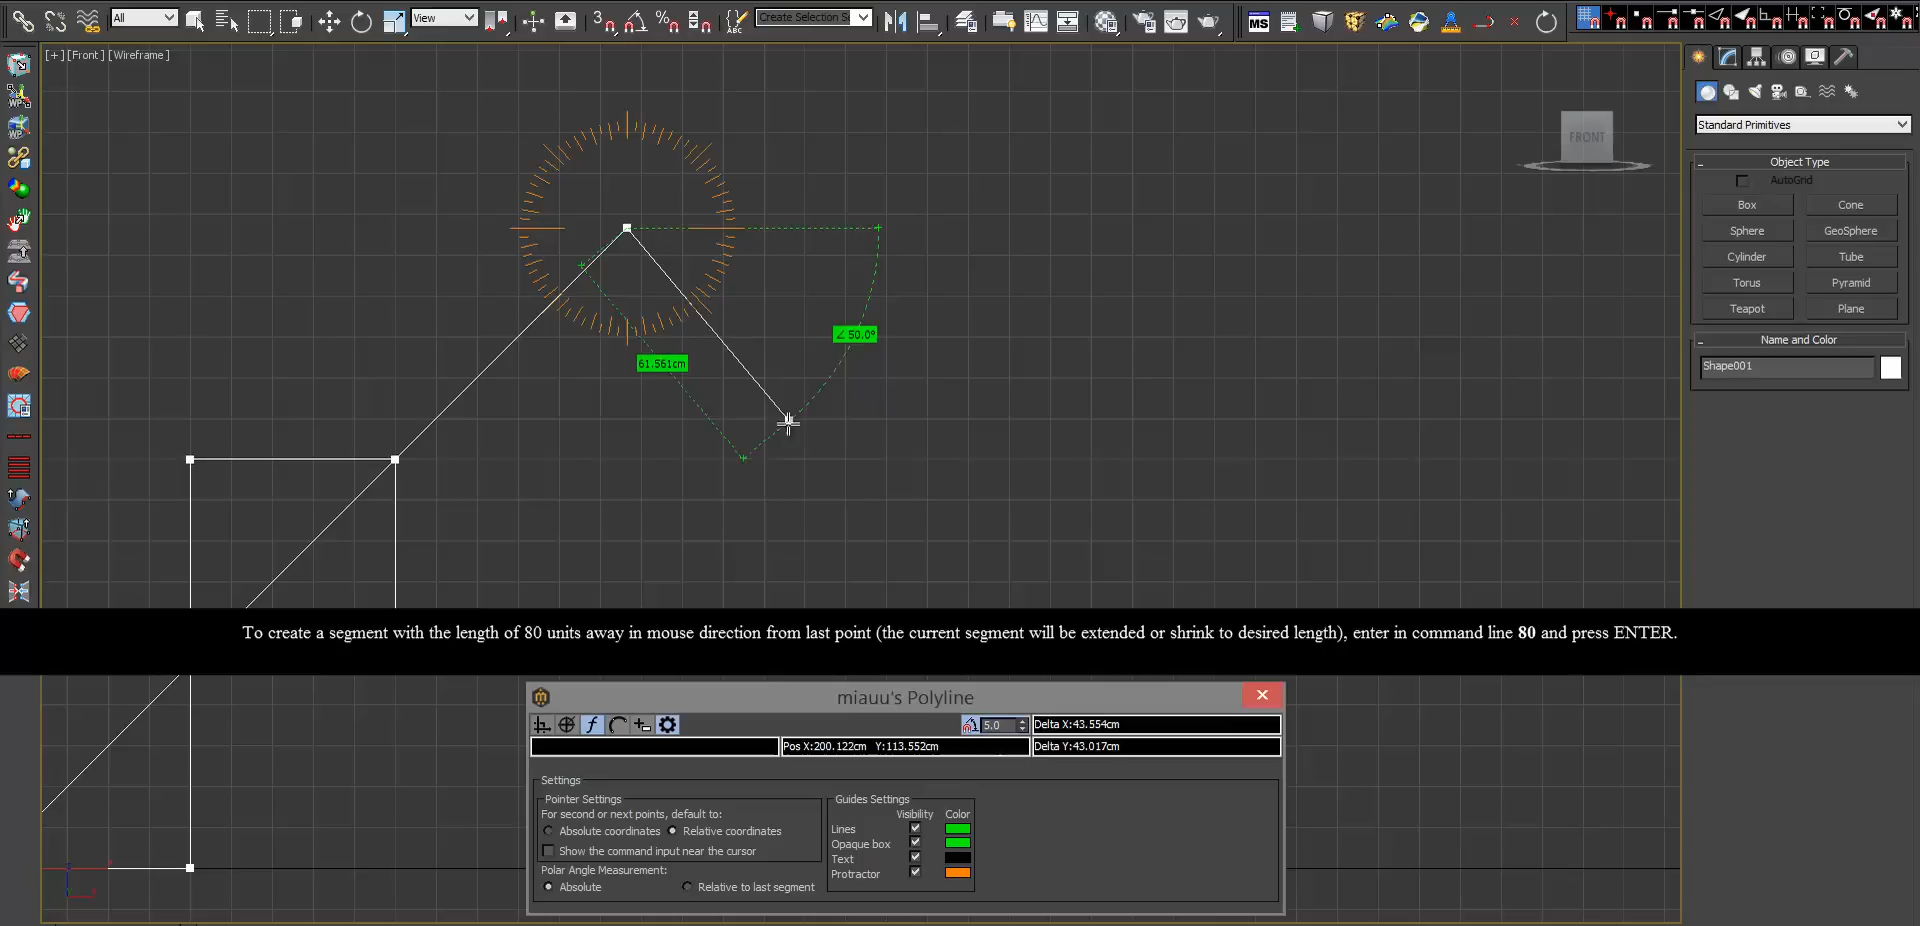 All
View
3
%
ABC
Create Selection Se
MS
[+] [Front] [Wireframe]
WP
WP
FRONT
Standard Primitives
Object Type
AutoGrid
Box
Cone
Sphere
GeoSphere
Cylinder
Tube
Torus
Pyramid
Teapot
Plane
Name and Color
Shape001
∠ 50.0°
61.561cm
To create a segment with the length of 80 units away in mouse direction from last point (the current segment will be extended or shrink to desired length), enter in command line 80 and press ENTER.
miauu's Polyline
5.0
Delta X:43.554cm
Pos X:200.122cm Y:113.552cm
Delta Y:43.017cm
Settings
Pointer Settings
For second or next points, default to:
Absolute coordinates
Relative coordinates
Show the command input near the cursor
Polar Angle Measurement:
Absolute
Relative to last segment
Guides Settings
Visibility
Color
Lines
Opaque box
Text
Protractor